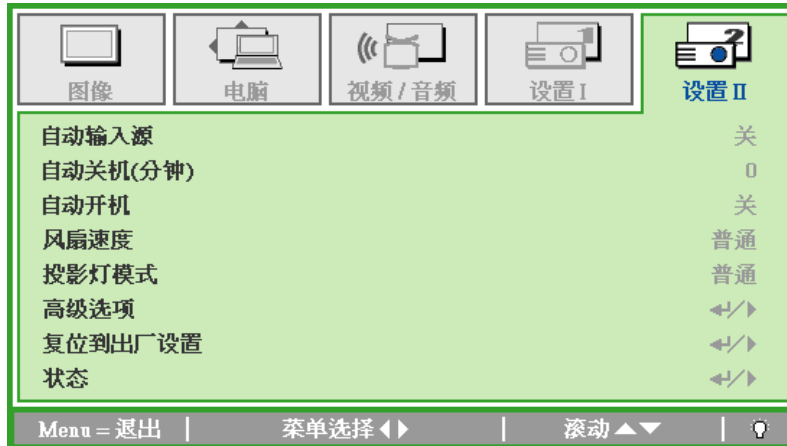 图像 电脑 视频 / 音频 设置 I 设置 II
自动输入源 关
自动关机(分钟) 0
自动开机 关
风扇速度 普通
投影灯模式 普通
高级选项
复位到出厂设置
状态
Menu = 退出 | 菜单选择 | 滚动 |